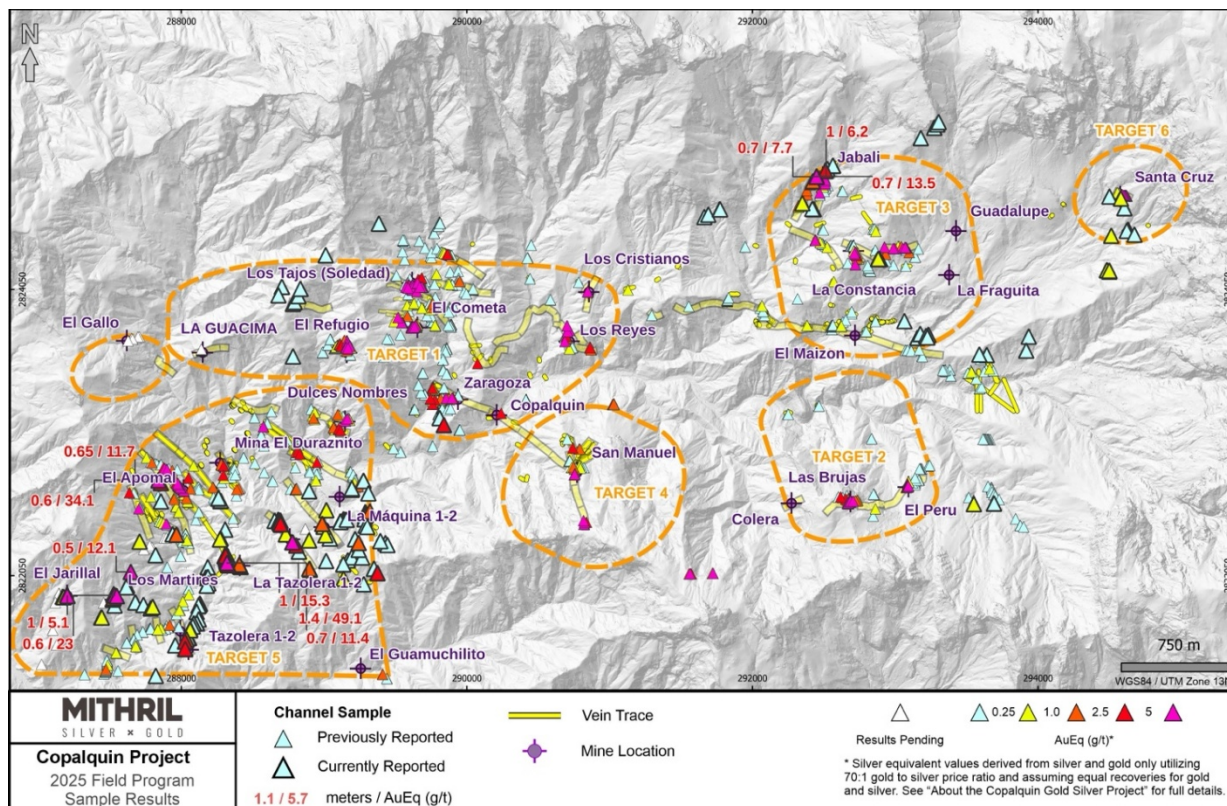 288000
290000
292000
294000
N
1 / 6.2
0.7 / 7.7
Jabali
TARGET 6
Santa Cruz
0.7 / 13.5
TARGET 3
Guadalupe
Los Cristianos
Los Tajos (Soledad)
2824050
El Cometa
La Constancia
La Fraguita
El Gallo
LA GUACIMA
El Refugio
Los Reyes
TARGET 1
El Maizon
Dulces Nombres
Zaragoza
Copalquin
Mina El Duraznito
0.65 / 11.7
San Manuel
TARGET 2
El Apomal
Las Brujas
0.6 / 34.1
TARGET 4
La Máquina 1-2
Colera
El Peru
0.5 / 12.1
El Jarillal
Los Martires
La Tazolera 1-2
2822050
1 / 15.3
1 / 5.1
1.4 / 49.1
0.6 / 23
Tazolera 1-2
0.7 / 11.4
TARGET 5
El Guamuchilito
750 m
WGS84 / UTM Zone 13N
288000
290000
292000
294000
MITHRIL
SILVER × GOLD
Copalquin Project
2025 Field Program
Sample Results
Channel Sample
Previously Reported
Currently Reported
1.1 / 5.7 meters / AuEq (g/t)
Vein Trace
Mine Location
0.25 1.0 2.5 5
Results Pending
AuEq (g/t)*
* Silver equivalent values derived from silver and gold only utilizing
70:1 gold to silver price ratio and assuming equal recoveries for gold
and silver. See “About the Copalquin Gold Silver Project” for full details.